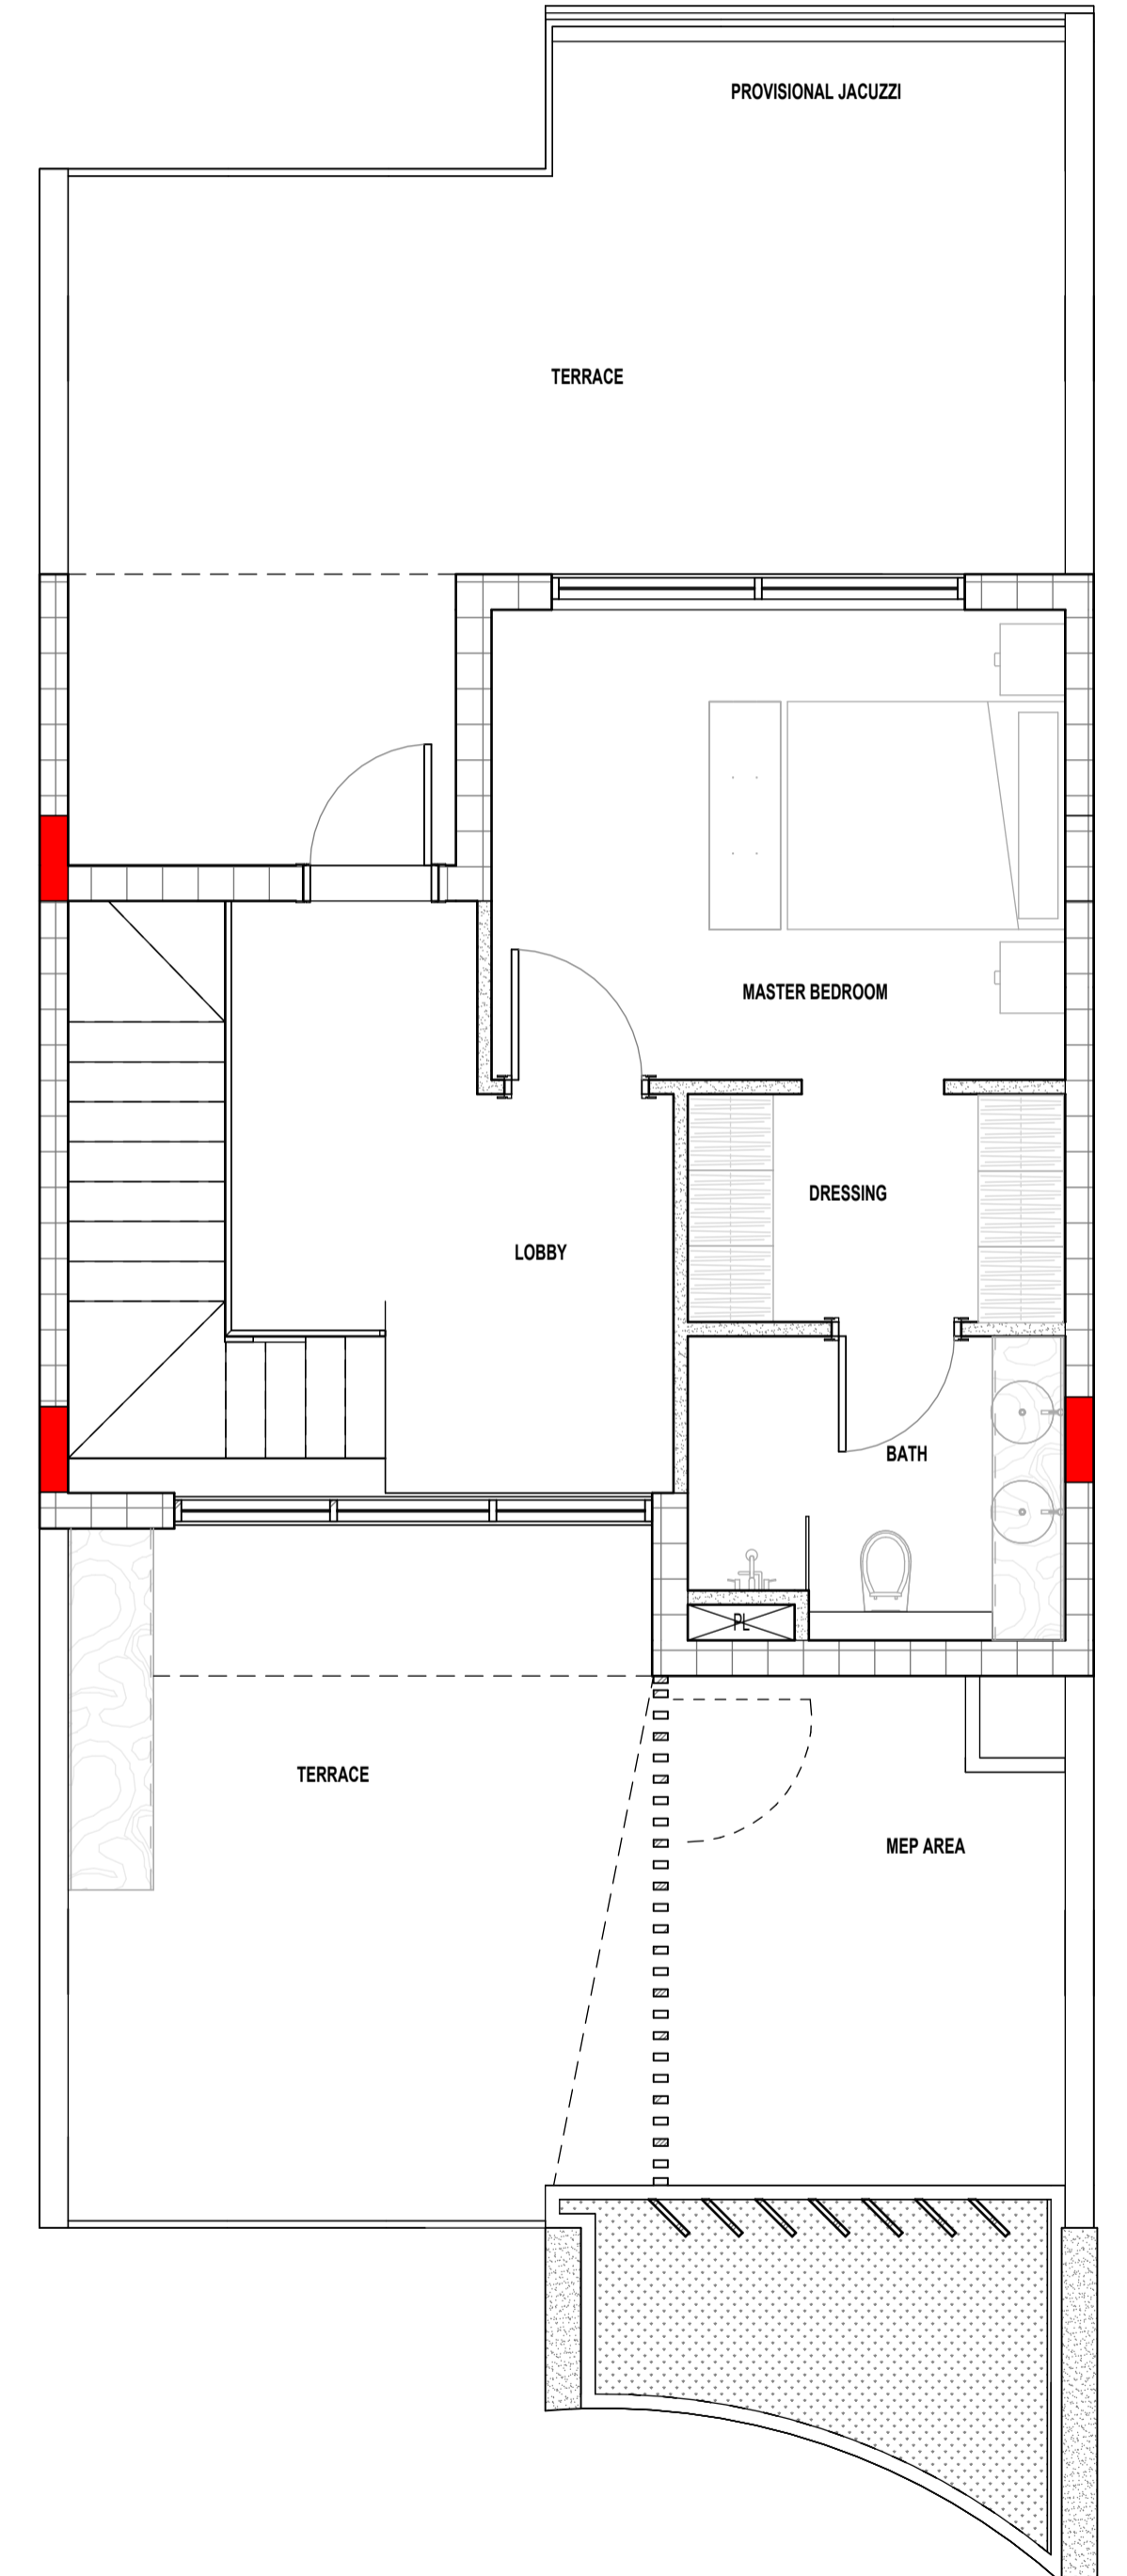 PROVISIONAL JACUZZI
TERRACE
MASTER BEDROOM
DRESSING
LOBBY
BATH
PL
TERRACE
MEP AREA